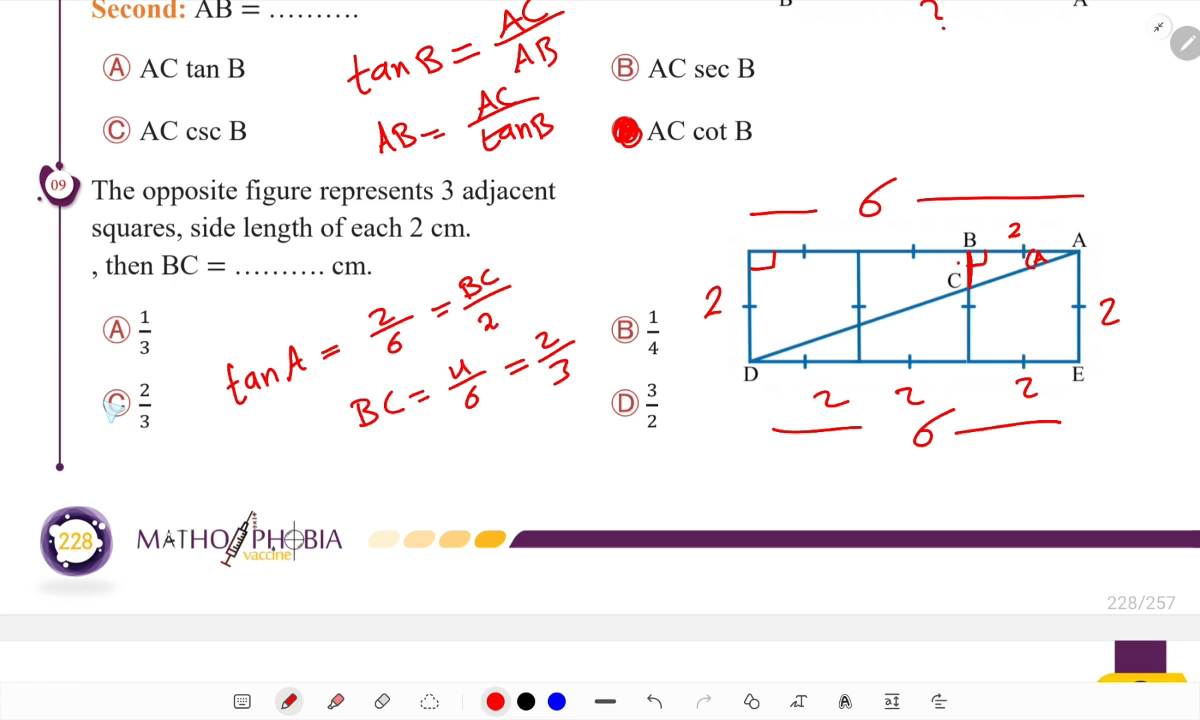 Second: AB = ..........
?
B
A
A AC tan B
tan B = AC/AB
B AC sec B
C AC csc B
AB = AC/tan B
AC cot B
09
The opposite figure represents 3 adjacent
squares, side length of each 2 cm.
, then BC = .......... cm.
A 1/3
B 1/4
C 2/3
D 3/2
tan A = 2/6 = BC/2
BC = 4/6 = 2/3
6
2
B
A
C
2
2
D
E
2 2 2
6
228
MATHO PHOBIA
vaccine
228/257